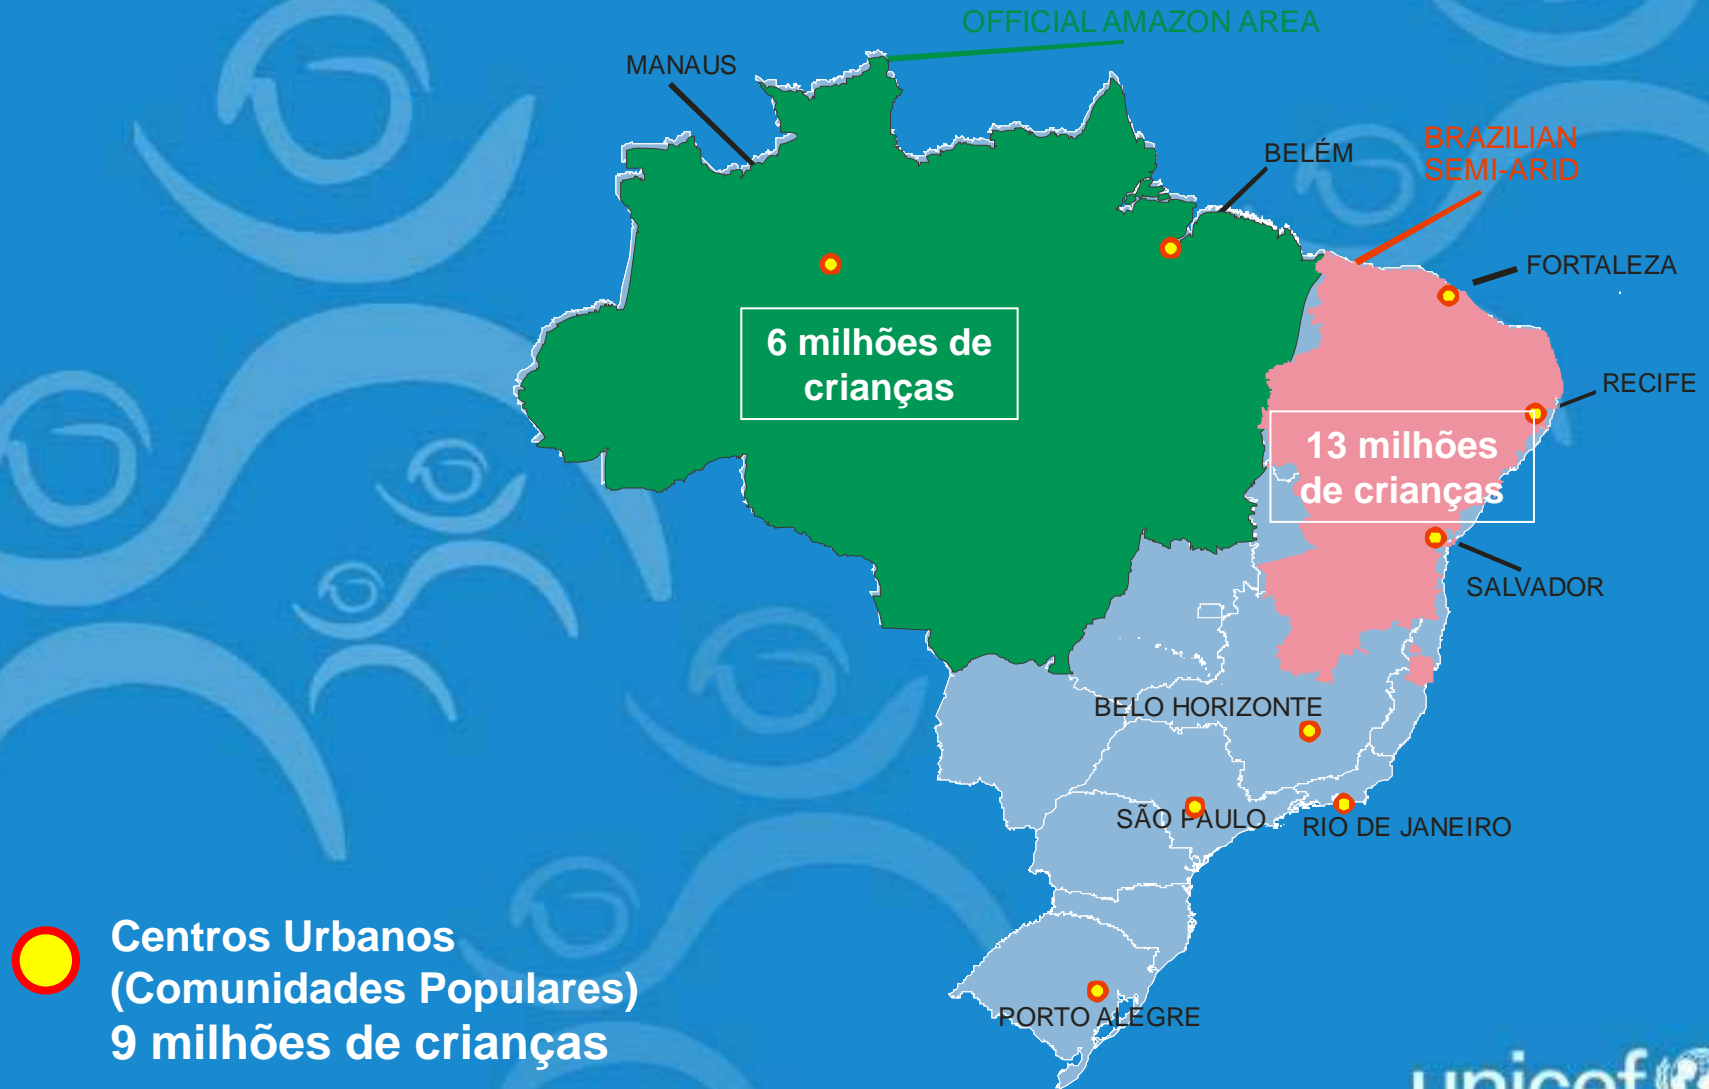 OFFICIAL AMAZON AREA
MANAUS
BELÉM
BRAZILIAN
SEMI-ARID
FORTALEZA
6 milhões de
crianças
RECIFE
13 milhões
de crianças
SALVADOR
BELO HORIZONTE
SÃO PAULO
RIO DE JANEIRO
Centros Urbanos
(Comunidades Populares)
9 milhões de crianças
PORTO ALEGRE
unicef